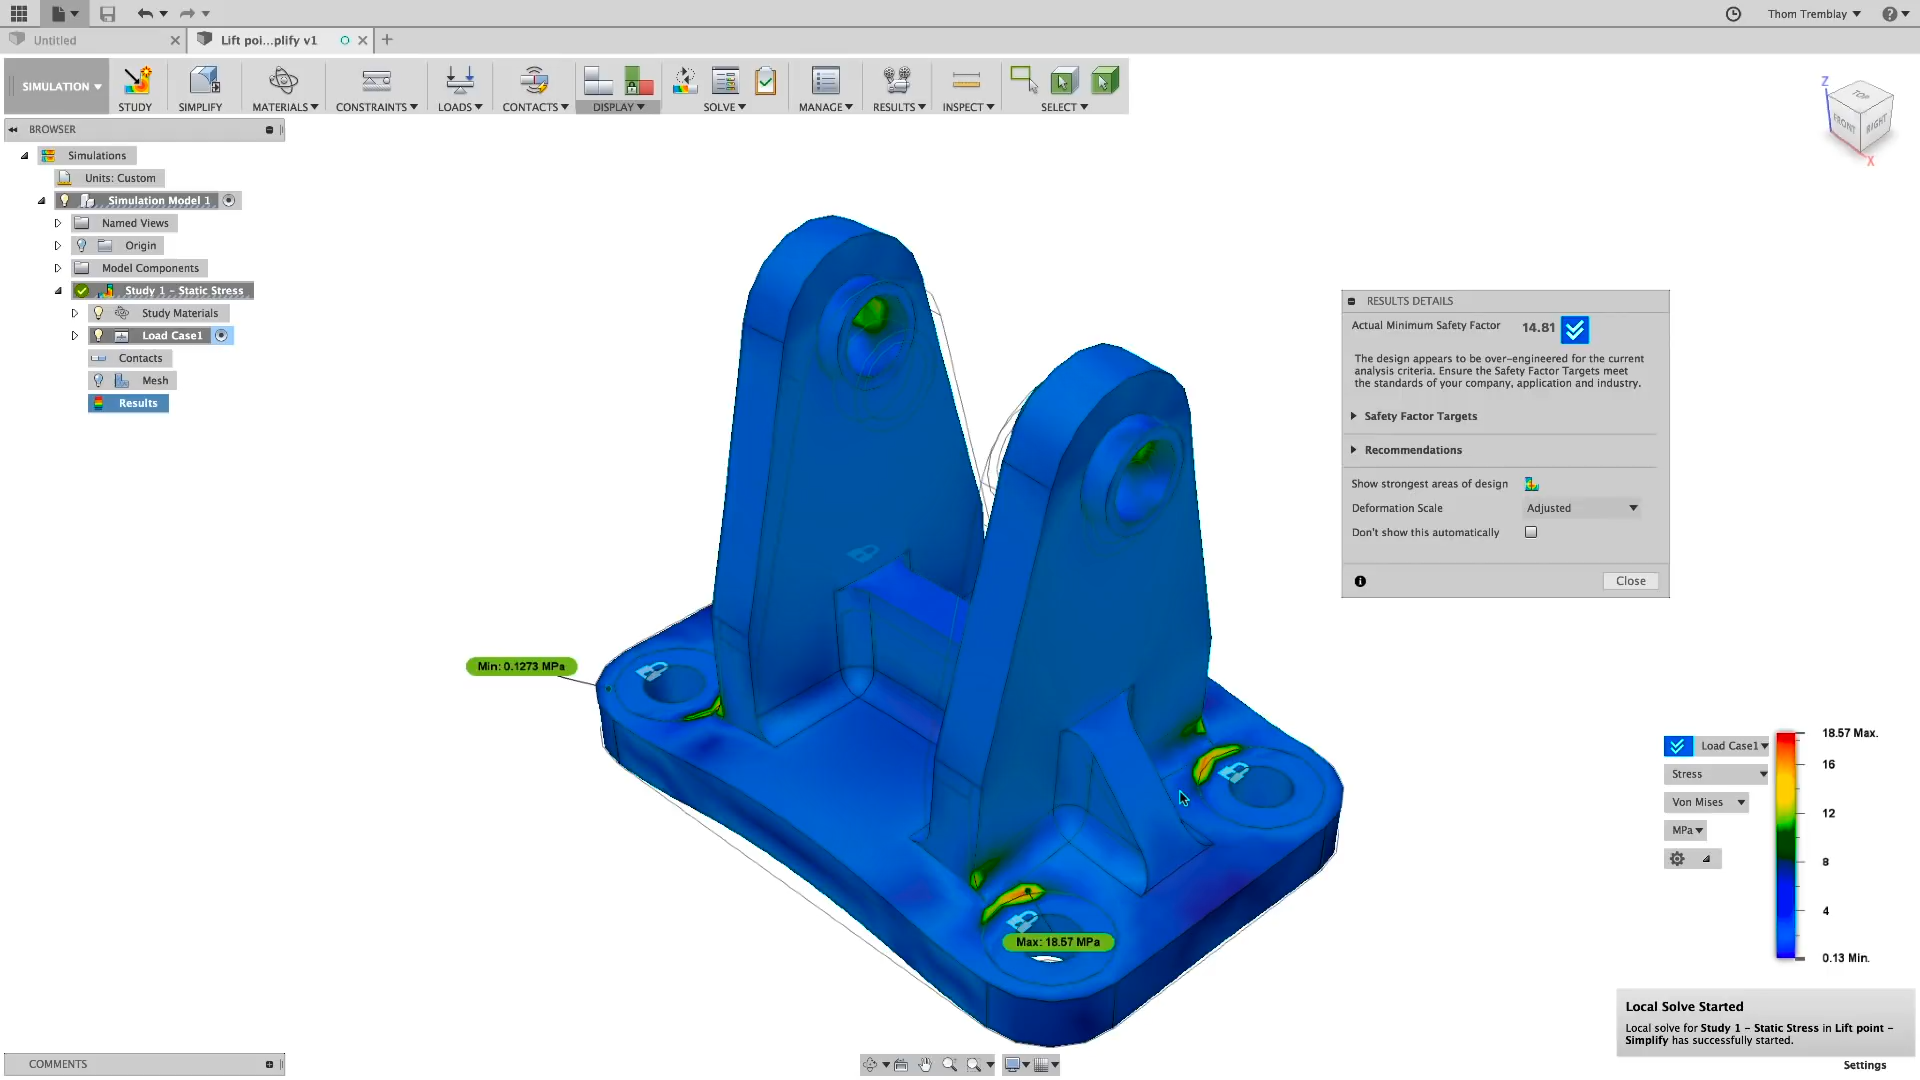 Thom Tremblay
Untitled
Lift poi...plify v1
SIMULATION
STUDY
SIMPLIFY
MATERIALS
CONSTRAINTS
LOADS
CONTACTS
DISPLAY
SOLVE
MANAGE
RESULTS
INSPECT
SELECT
Z
TOP
FRONT
RIGHT
X
BROWSER
Simulations
Units: Custom
Simulation Model 1
Named Views
Origin
Model Components
Study 1 - Static Stress
Study Materials
Load Case1
Contacts
Mesh
Results
RESULTS DETAILS
Actual Minimum Safety Factor 14.81
The design appears to be over-engineered for the current
analysis criteria. Ensure the Safety Factor Targets meet
the standards of your company, application and industry.
Safety Factor Targets
Recommendations
Show strongest areas of design
Deformation Scale Adjusted
Don't show this automatically
Close
Min: 0.1273 MPa
Max: 18.57 MPa
Load Case1
Stress
Von Mises
MPa
18.57 Max.
16
12
8
4
0.13 Min.
Local Solve Started
Local solve for Study 1 - Static Stress in Lift point -
Simplify has successfully started.
Settings
COMMENTS